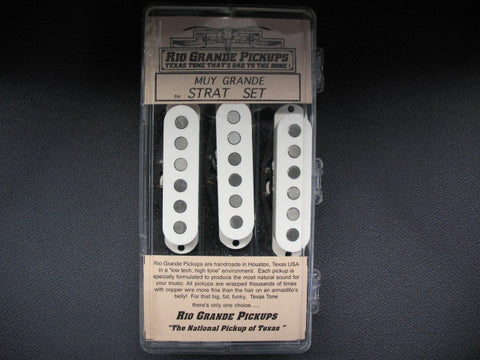 RIO GRANDE PICKUPS
TEXAS TONE THAT'S BAD TO THE BONE!
MUY GRANDE
for STRAT SET
Rio Grande Pickups are handmade in Houston, Texas USA
in a "low tech, high tone" environment. Each pickup is
specially formulated to produce the most natural sound for
your music. All pickups are wrapped thousands of times
with copper wire more fine than the hair on an armadillo's
belly! For that big, fat, funky, Texas Tone
there's only one choice......
RIO GRANDE PICKUPS
"The National Pickup of Texas"